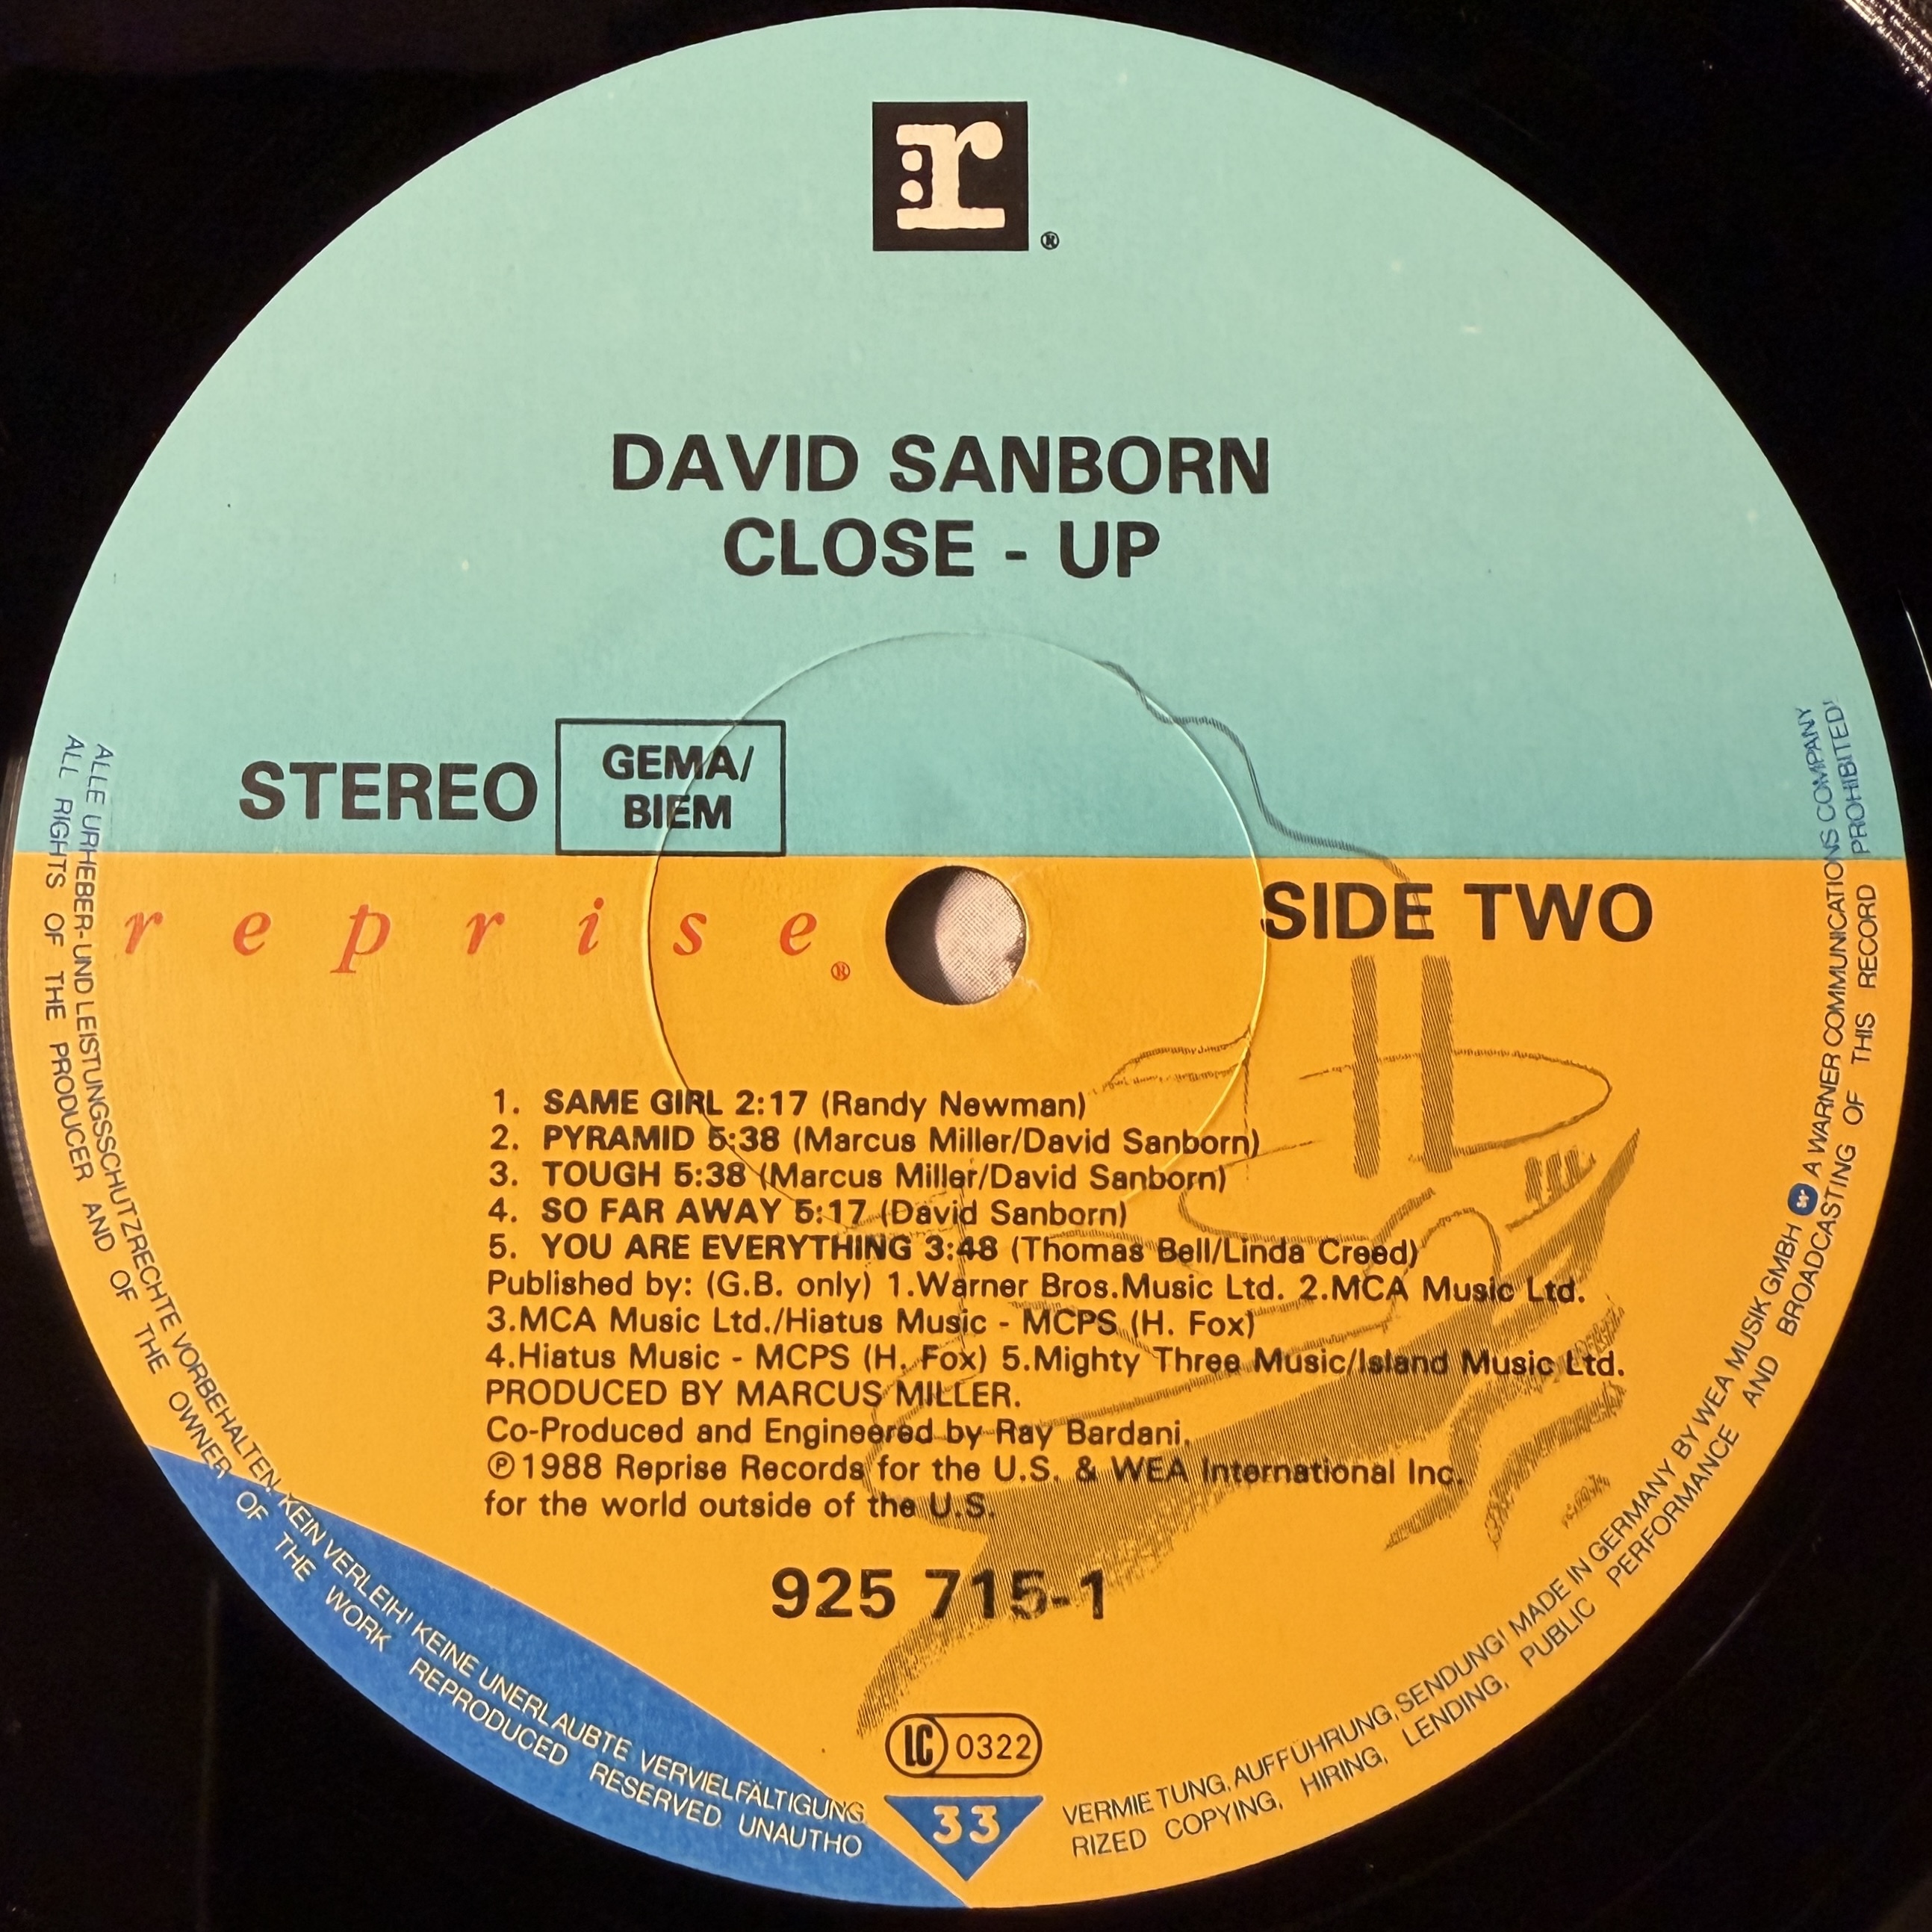 r
®
DAVID SANBORN
CLOSE - UP
STEREO
GEMA/
BIEM
reprise
®
SIDE TWO
1. SAME GIRL 2:17 (Randy Newman)
2. PYRAMID 5:38 (Marcus Miller/David Sanborn)
3. TOUGH 5:38 (Marcus Miller/David Sanborn)
4. SO FAR AWAY 5:17 (David Sanborn)
5. YOU ARE EVERYTHING 3:48 (Thomas Bell/Linda Creed)
Published by: (G.B. only) 1.Warner Bros.Music Ltd. 2.MCA Music Ltd.
3.MCA Music Ltd./Hiatus Music - MCPS (H. Fox)
4.Hiatus Music - MCPS (H. Fox) 5.Mighty Three Music/Island Music Ltd.
PRODUCED BY MARCUS MILLER.
Co-Produced and Engineered by Ray Bardani.
℗1988 Reprise Records for the U.S. & WEA International Inc.
for the world outside of the U.S.
925 715-1
LC 0322
33
ALLE URHEBER- UND LEISTUNGSSCHUTZRECHTE VORBEHALTEN. KEIN VERLEIH! KEINE UNERLAUBTE VERVIELFÄLTIGUNG, VERMIETUNG, AUFFÜHRUNG, SENDUNG! MADE IN GERMANY BY WEA MUSIK GMBH w A WARNER COMMUNICATIONS COMPANY
ALL RIGHTS OF THE PRODUCER AND OF THE OWNER OF THE WORK REPRODUCED RESERVED. UNAUTHORIZED COPYING, HIRING, LENDING, PUBLIC PERFORMANCE AND BROADCASTING OF THIS RECORD PROHIBITED!